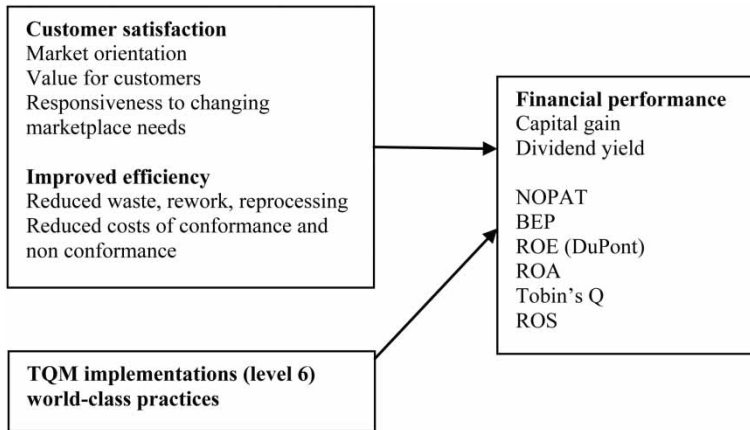 Customer satisfaction
Market orientation
Value for customers
Responsiveness to changing
marketplace needs
Improved efficiency
Reduced waste, rework, reprocessing
Reduced costs of conformance and
non conformance
Financial performance
Capital gain
Dividend yield
NOPAT
BEP
ROE (DuPont)
ROA
Tobin's Q
ROS
TQM implementations (level 6)
world-class practices